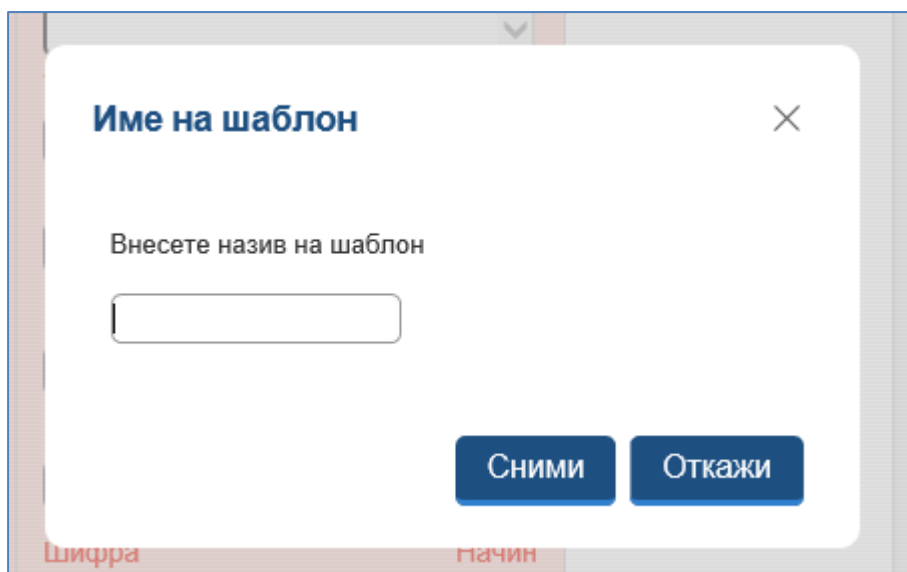 Име на шаблон
Внесете назив на шаблон
Сними Откажи
Шифра Начин